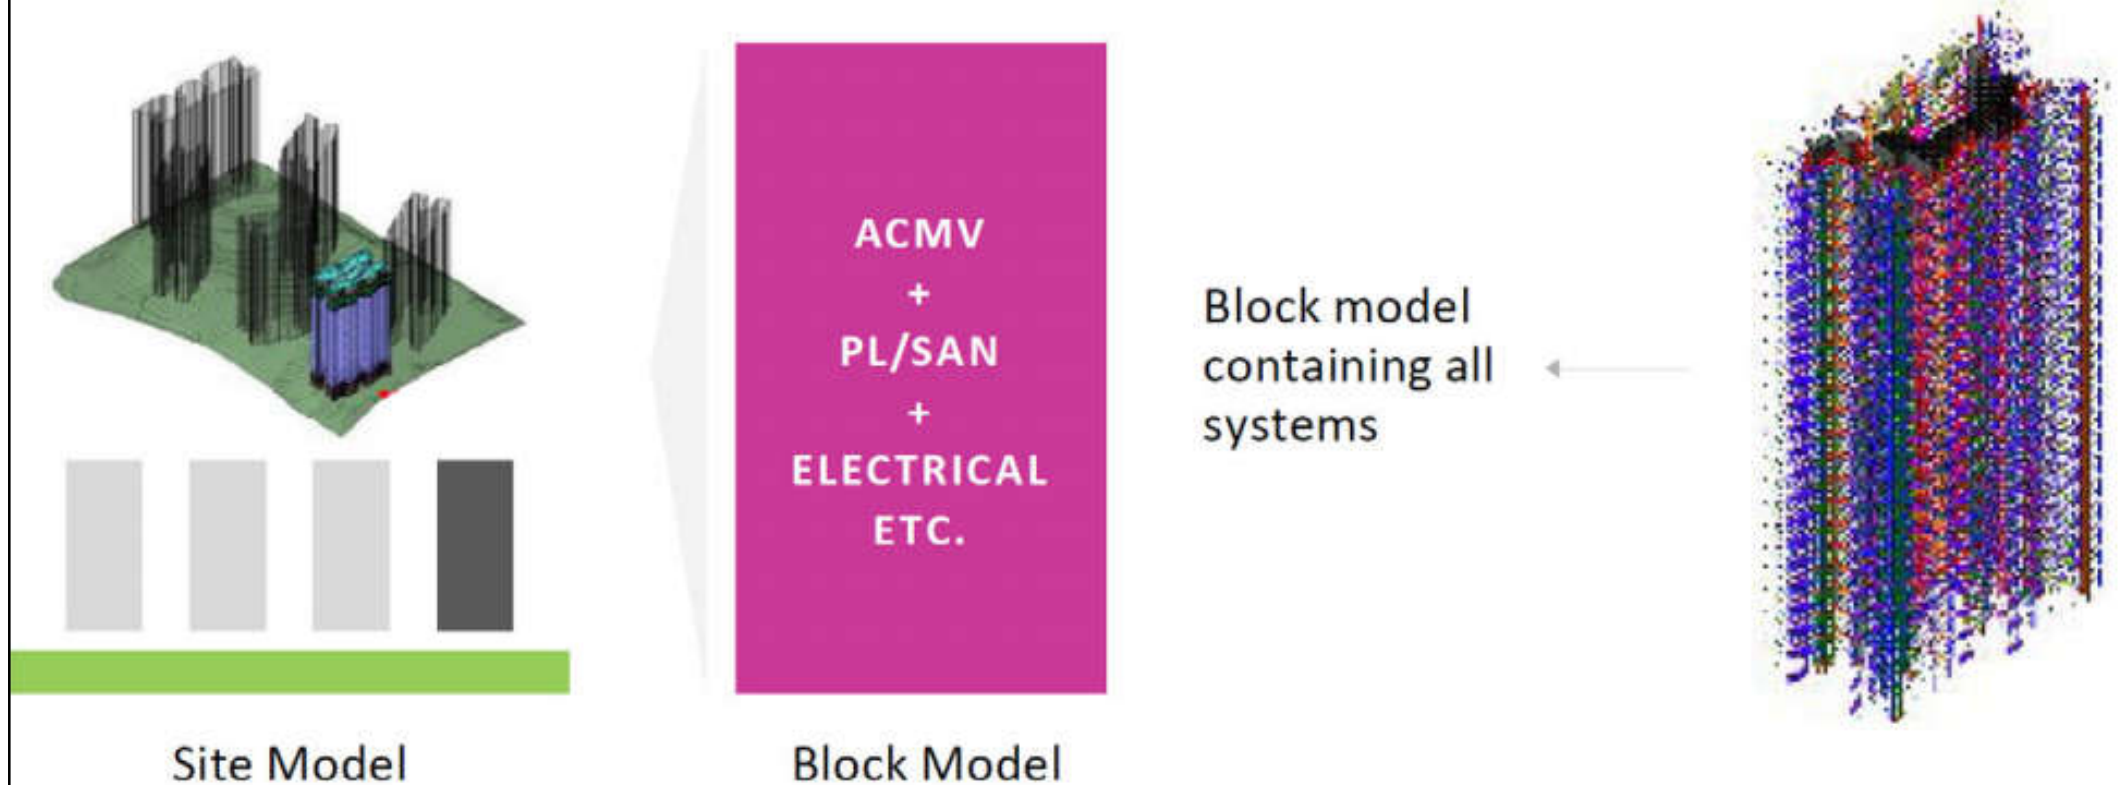 ACMV
+
PL/SAN
+
ELECTRICAL
ETC.
Block model
containing all
systems
Site Model
Block Model